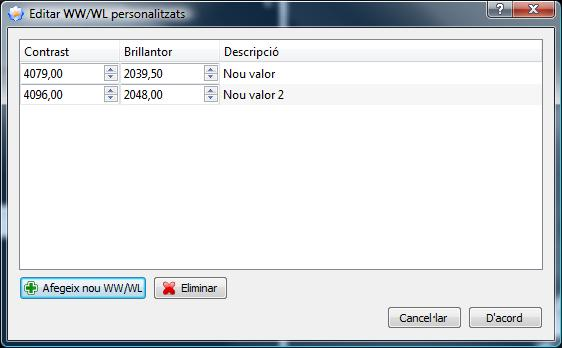 Editar WW/WL personalitzats
?
Contrast Brillantor Descripció
4079,00 2039,50 Nou valor
4096,00 2048,00 Nou valor 2
Afegeix nou WW/WL Eliminar
Cancel·lar D'acord